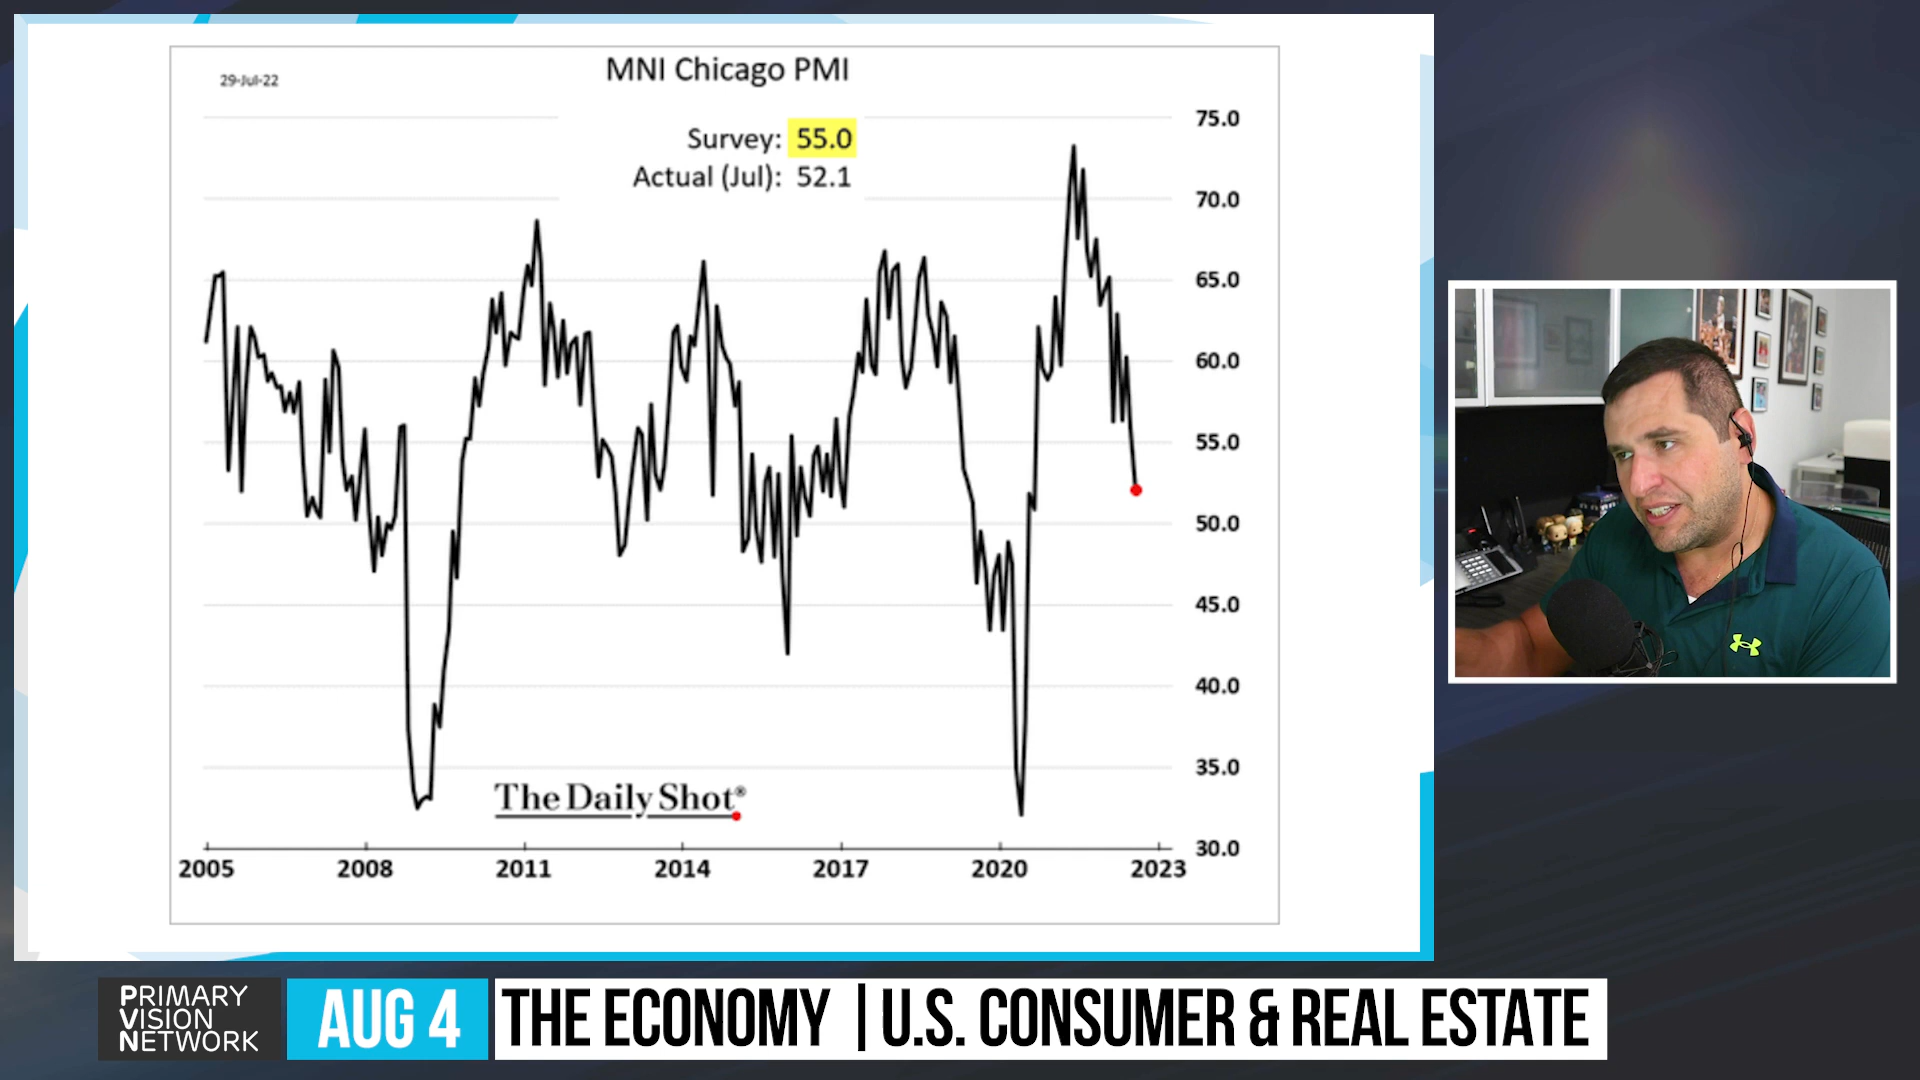 29-Jul-22
MNI Chicago PMI
Survey: 55.0
Actual (Jul): 52.1
75.0
70.0
65.0
60.0
55.0
50.0
45.0
40.0
35.0
30.0
The Daily Shot®
2005 2008 2011 2014 2017 2020 2023
PRIMARY
VISION
NETWORK
AUG 4
THE ECONOMY | U.S. CONSUMER & REAL ESTATE